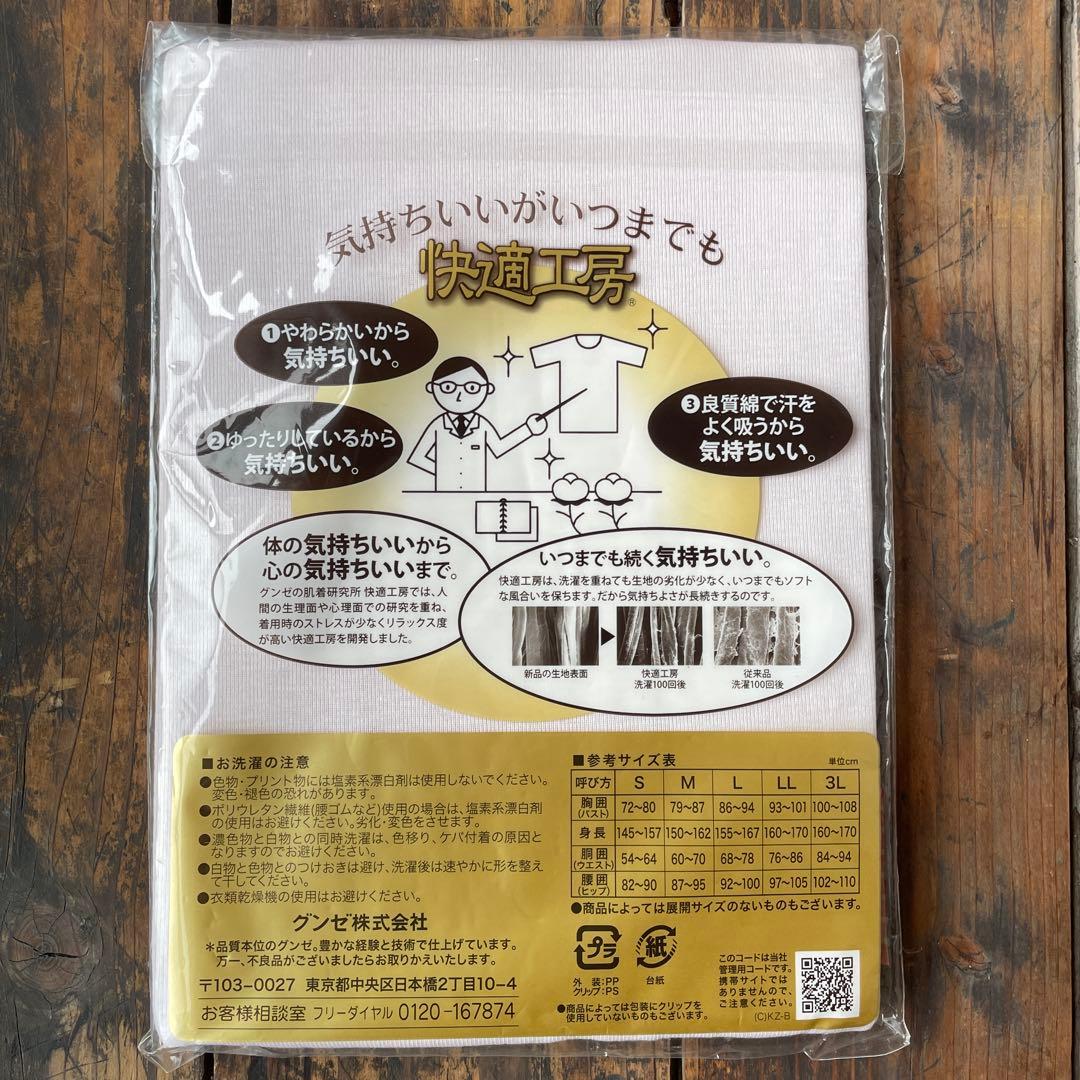 気持ちいいがいつまでも
快適工房®
❶やわらかいから
気持ちいい。
❷ゆったりしているから
気持ちいい。
❸良質綿で汗を
よく吸うから
気持ちいい。
体の気持ちいいから
心の気持ちいいまで。
グンゼの肌着研究所 快適工房では、人
間の生理面や心理面での研究を重ね、
着用時のストレスが少なくリラックス度
が高い快適工房を開発しました。
いつまでも続く気持ちいい。
快適工房は、洗濯を重ねても生地の劣化が少なく、いつまでもソフト
な風合いを保ちます。だから気持ちよさが長続きするのです。
新品の生地表面
快適工房
洗濯100回後
従来品
洗濯100回後
■お洗濯の注意
●色物・プリント物には塩素系漂白剤は使用しないでください。
変色・褪色の恐れがあります。
●ポリウレタン繊維(腰ゴムなど)使用の場合は、塩素系漂白剤
の使用はお避けください。劣化・変色をさせます。
●濃色物と白物との同時洗濯は、色移り、ケバ付着の原因と
なりますのでお避けください。
●白物と色物とのつけおきは避け、洗濯後は速やかに形を整え
て干してください。
●衣類乾燥機の使用はお避けください。
グンゼ株式会社
*品質本位のグンゼ。豊かな経験と技術で仕上げています。
万一、不良品がございましたらお取りかえいたします。
〒103-0027 東京都中央区日本橋2丁目10-4
お客様相談室 フリーダイヤル 0120-167874
■参考サイズ表 単位cm
呼び方 S M L LL 3L
胸囲(バスト) 72~80 79~87 86~94 93~101 100~108
身長 145~157 150~162 155~167 160~170 160~170
胴囲(ウエスト) 54~64 60~70 68~78 76~86 84~94
腰囲(ヒップ) 82~90 87~95 92~100 97~105 102~110
●商品によっては展開サイズのないものもございます。
プラ
外 装:PP
クリップ:PS
紙
台紙
●商品によっては包装にクリップを
使用していないものもございます。
このコードは当社
管理用コードです。
携帯サイトでは
ありませんので、
ご注意ください。
(C)KZ-B